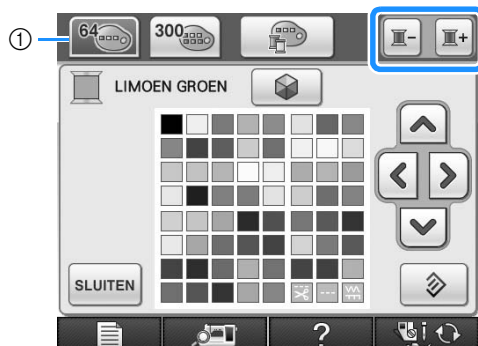 ①
64
300
- +
LIMOEN GROEN
SLUITEN
?
i